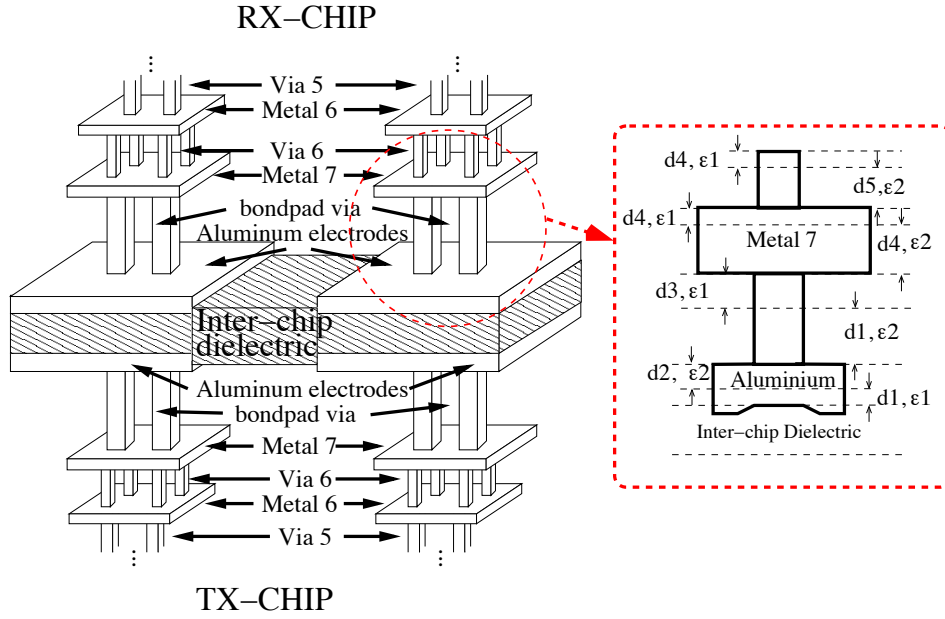 RX−CHIP
Via 5
Metal 6
Via 6
Metal 7
bondpad via
Aluminum electrodes
Inter−chip
dielectric
Aluminum electrodes
bondpad via
Metal 7
Via 6
Metal 6
Via 5
TX−CHIP
d4, ε1
d5,ε2
d4,ε1
Metal 7
d4, ε2
d3,ε1
d1, ε2
d2, ε2
Aluminium
d1, ε1
Inter−chip Dielectric